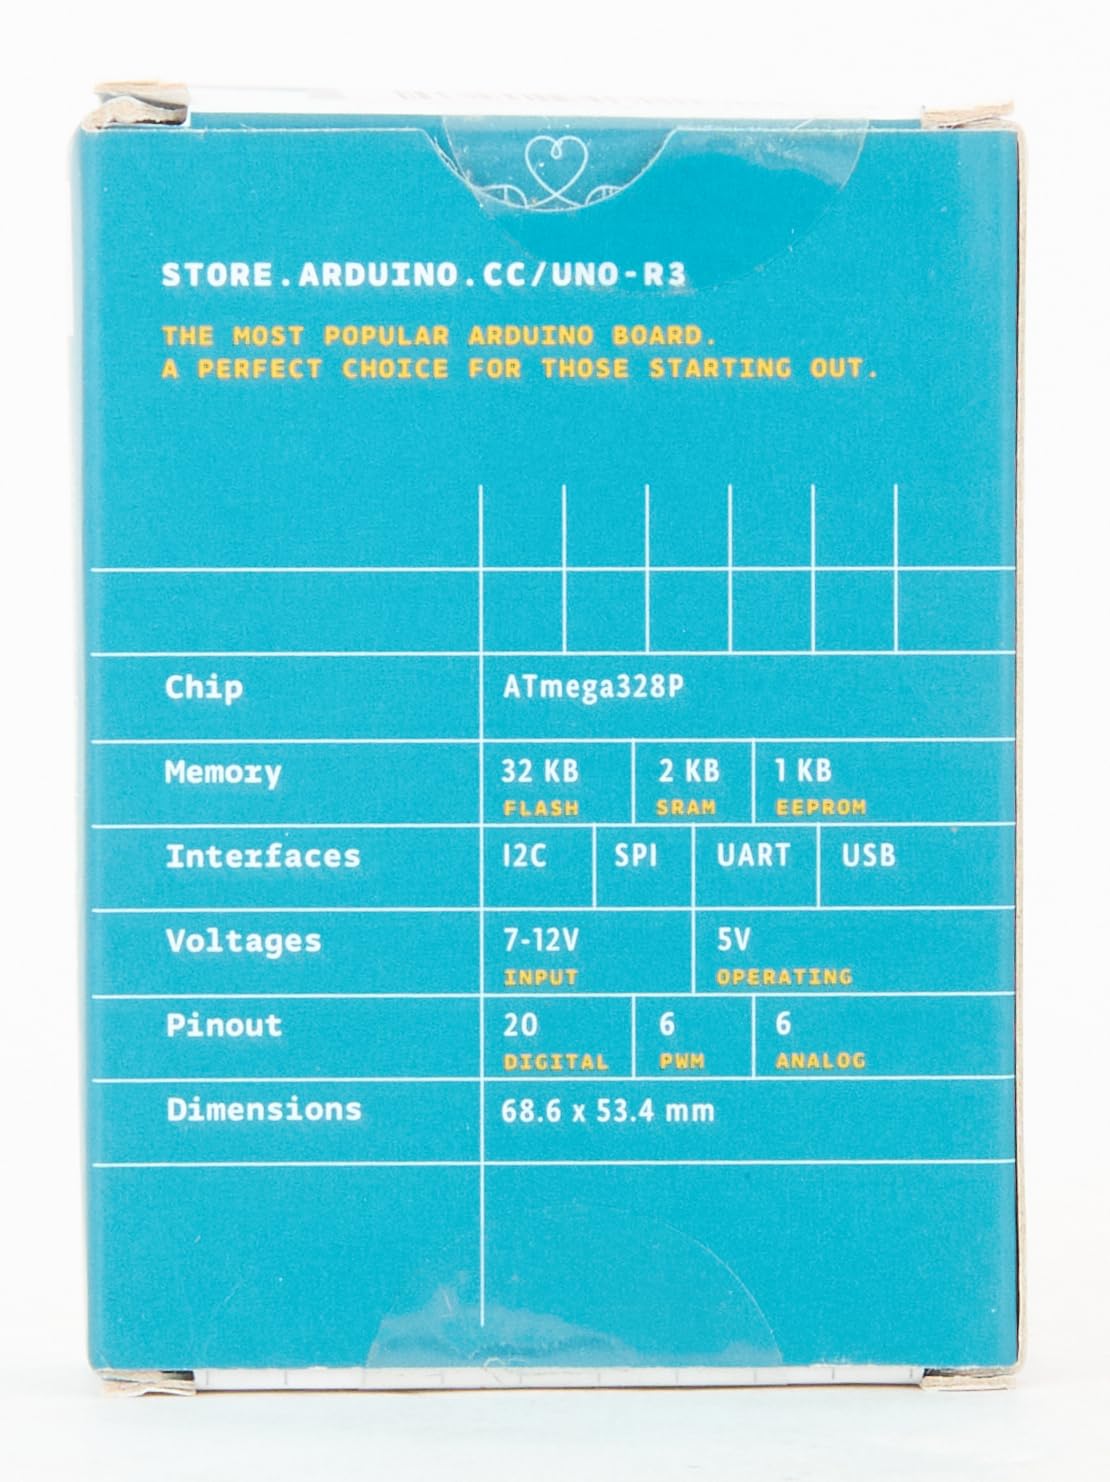 STORE.ARDUINO.CC/UNO-R3
THE MOST POPULAR ARDUINO BOARD.
A PERFECT CHOICE FOR THOSE STARTING OUT.
Chip ATmega328P
Memory 32 KB 2 KB 1 KB
FLASH SRAM EEPROM
Interfaces I2C SPI UART USB
Voltages 7-12V 5V
INPUT OPERATING
Pinout 20 6 6
DIGITAL PWM ANALOG
Dimensions 68.6 x 53.4 mm